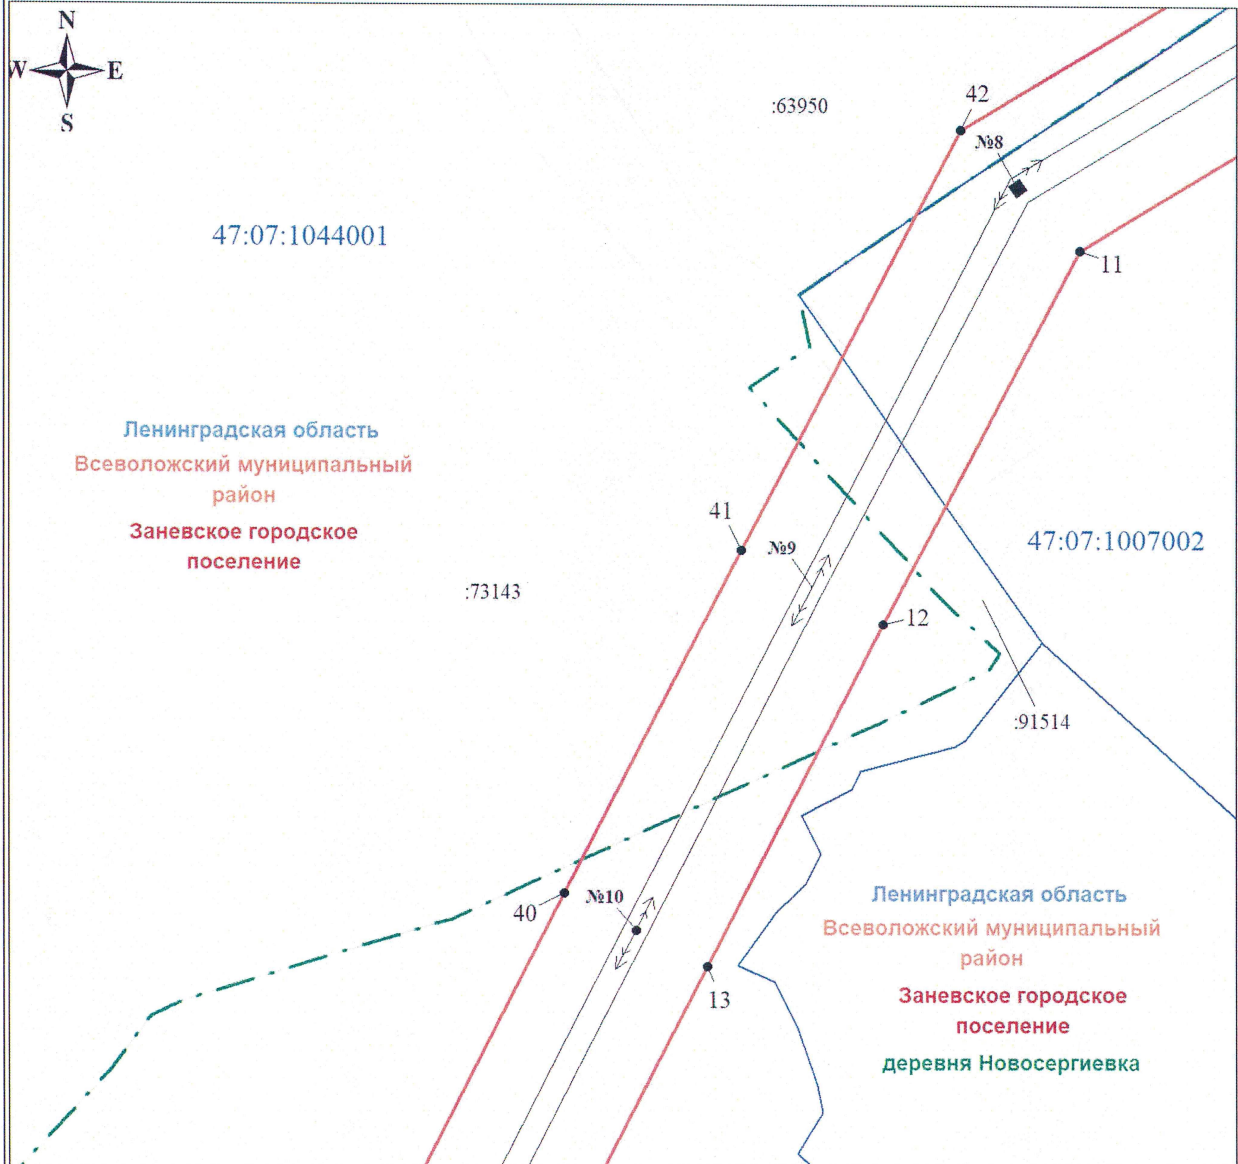 N
W E
S
:63950
42
№8
47:07:1044001
11
Ленинградская область
Всеволожский муниципальный
район
Заневское городское
поселение
41
№9
47:07:1007002
:73143
12
:91514
40
№10
13
Ленинградская область
Всеволожский муниципальный
район
Заневское городское
поселение
деревня Новосергиевка